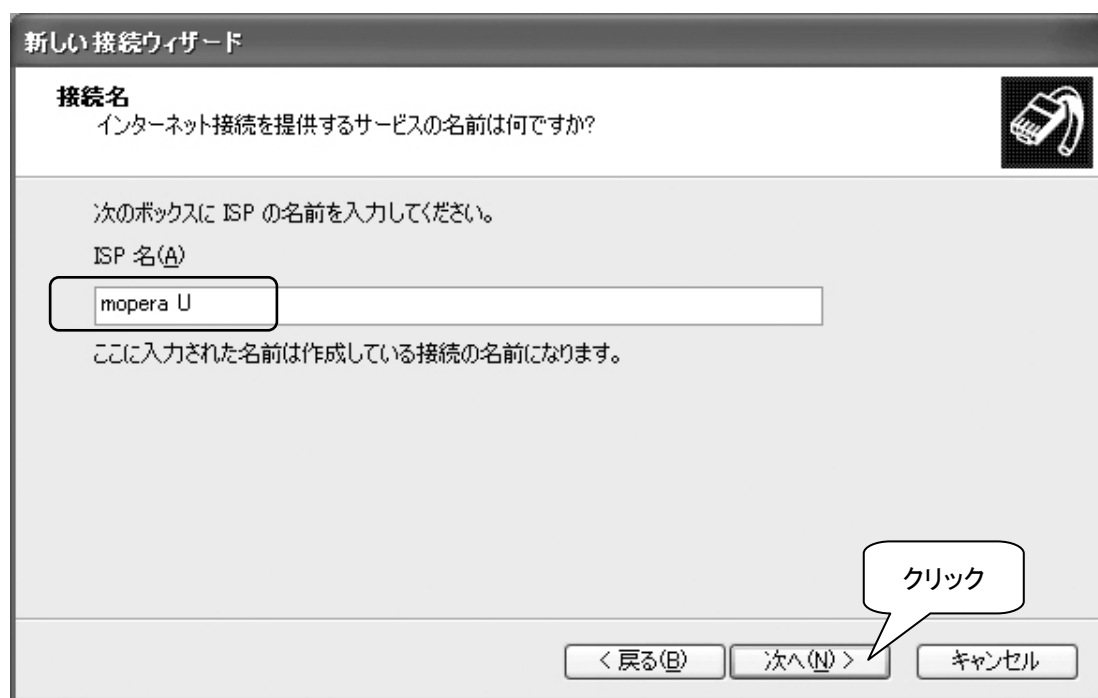 新しい接続ウィザード
接続名
インターネット接続を提供するサービスの名前は何ですか?
次のボックスに ISP の名前を入力してください。
ISP 名(A)
mopera U
ここに入力された名前は作成している接続の名前になります。
クリック
< 戻る(B) 次へ(N) > キャンセル